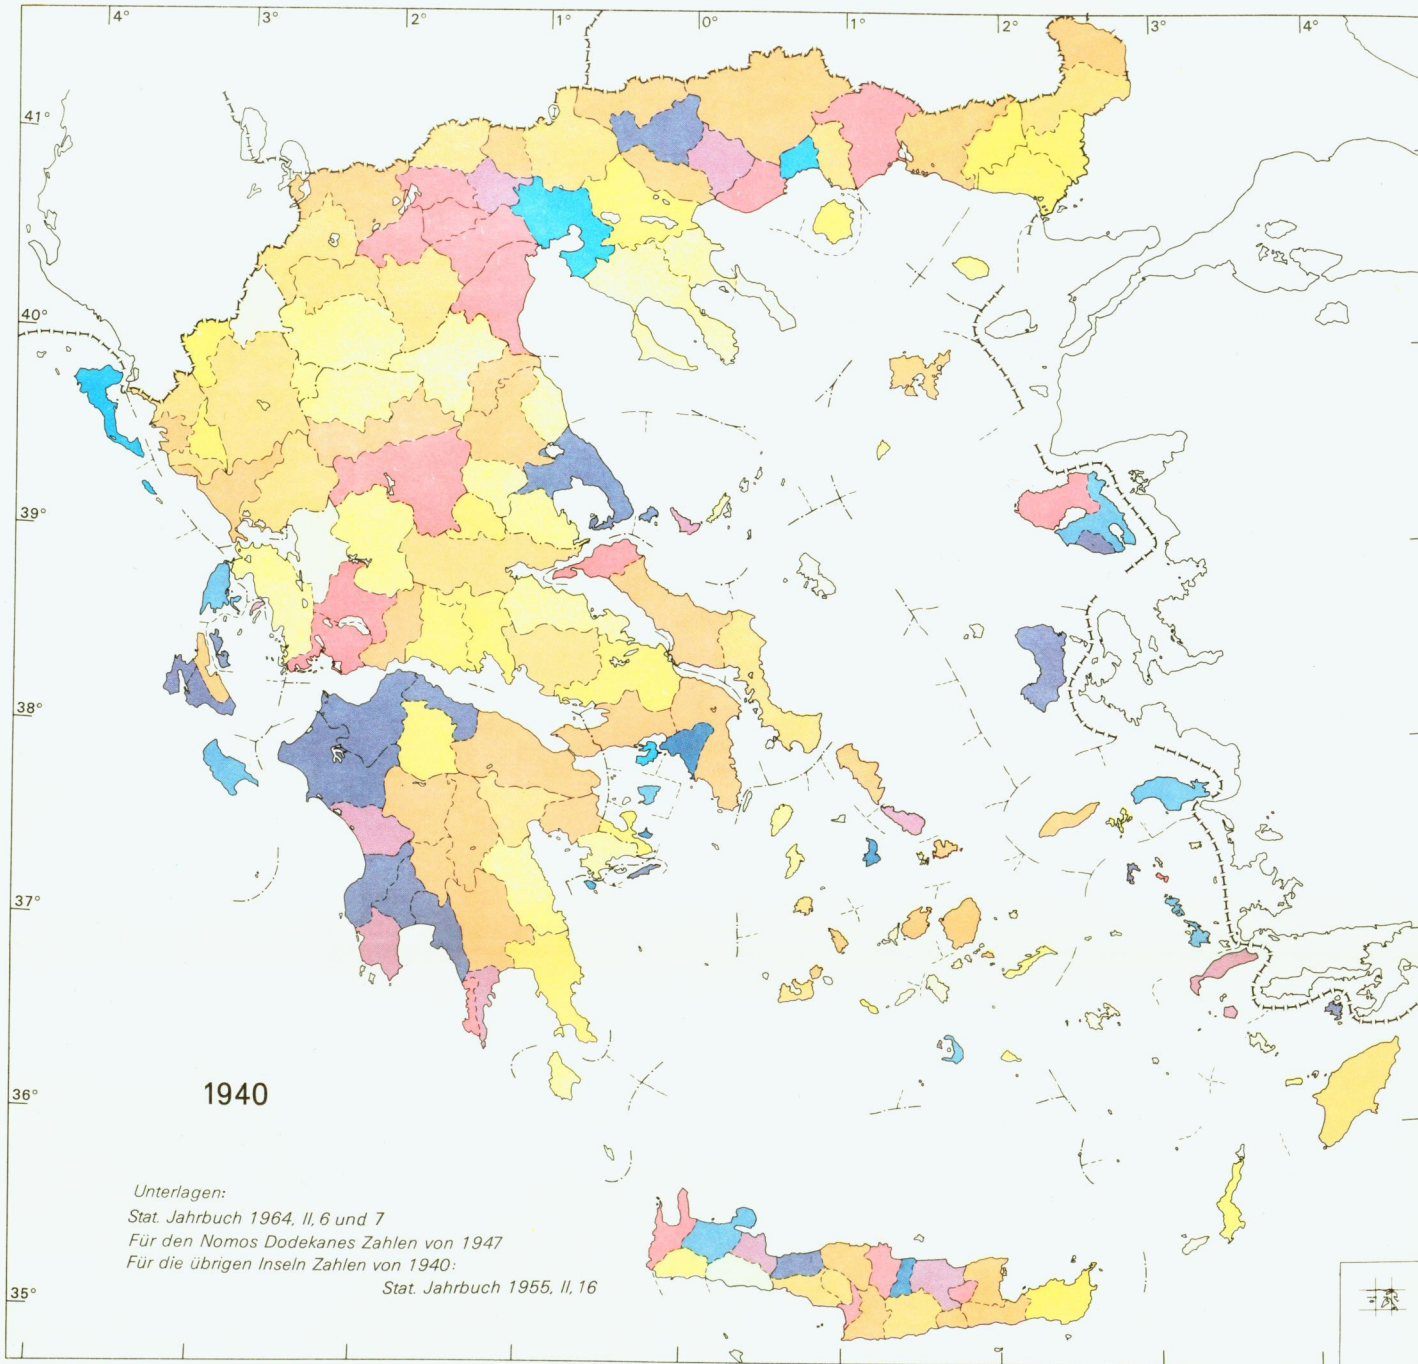 4° 3° 2° 1° 0° 1° 2° 3° 4°
41°
40°
39°
38°
37°
36°
1940
Unterlagen:
Stat. Jahrbuch 1964, II, 6 und 7
Für den Nomos Dodekanes Zahlen von 1947
Für die übrigen Inseln Zahlen von 1940:
Stat. Jahrbuch 1955, II, 16
35°